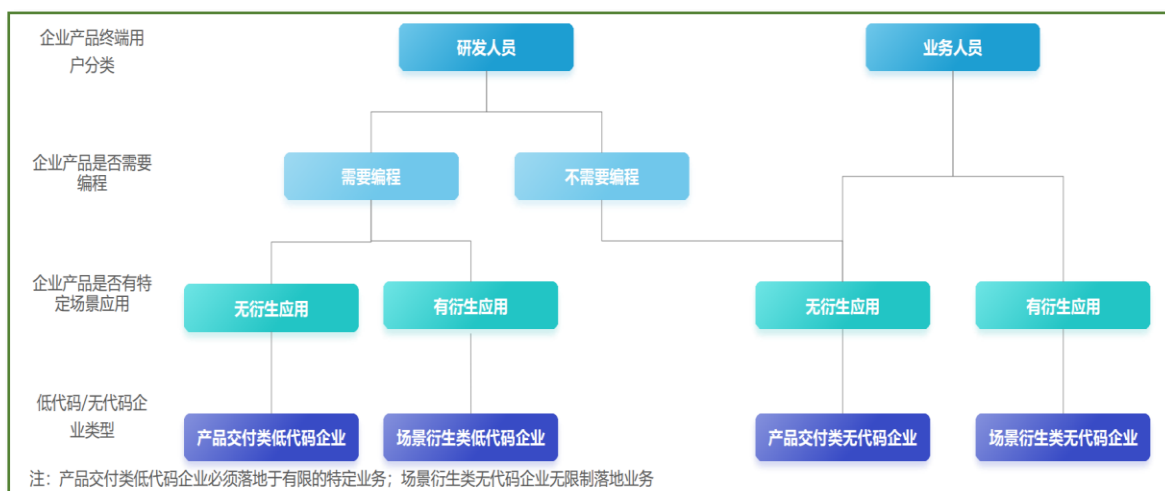 企业产品终端用
户分类
研发人员
业务人员
企业产品是否需要
编程
需要编程
不需要编程
企业产品是否有特
定场景应用
无衍生应用
有衍生应用
无衍生应用
有衍生应用
低代码/无代码企
业类型
产品交付类低代码企业
场景衍生类低代码企业
产品交付类无代码企业
场景衍生类无代码企业
注：产品交付类低代码企业必须落地于有限的特定业务；场景衍生类无代码企业无限制落地业务